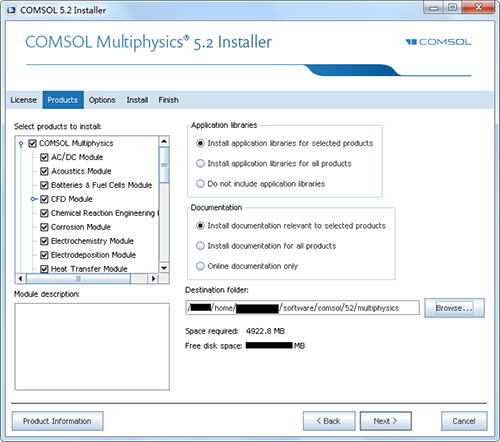 COMSOL 5.2 Installer
COMSOL Multiphysics® 5.2 Installer
COMSOL
License Products Options Install Finish
Select products to install:
COMSOL Multiphysics
AC/DC Module
Acoustics Module
Batteries & Fuel Cells Module
CFD Module
Chemical Reaction Engineering
Corrosion Module
Electrochemistry Module
Electrodeposition Module
Heat Transfer Module
Module description:
Application libraries
Install application libraries for selected products
Install application libraries for all products
Do not include application libraries
Documentation
Install documentation relevant to selected products
Install documentation for all products
Online documentation only
Destination folder:
/ /home/ /software/comsol/52/multiphysics
Browse...
Space required: 4922.8 MB
Free disk space: MB
Product Information
< Back
Next >
Cancel